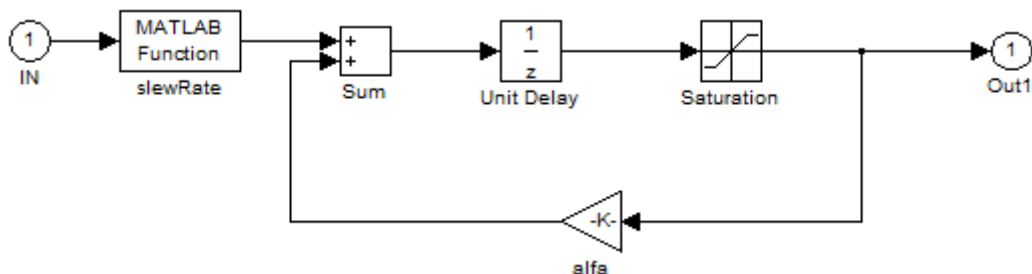 1
IN
MATLAB
Function
slewRate
+
+
Sum
1
z
Unit Delay
Saturation
1
Out1
-K-
alfa